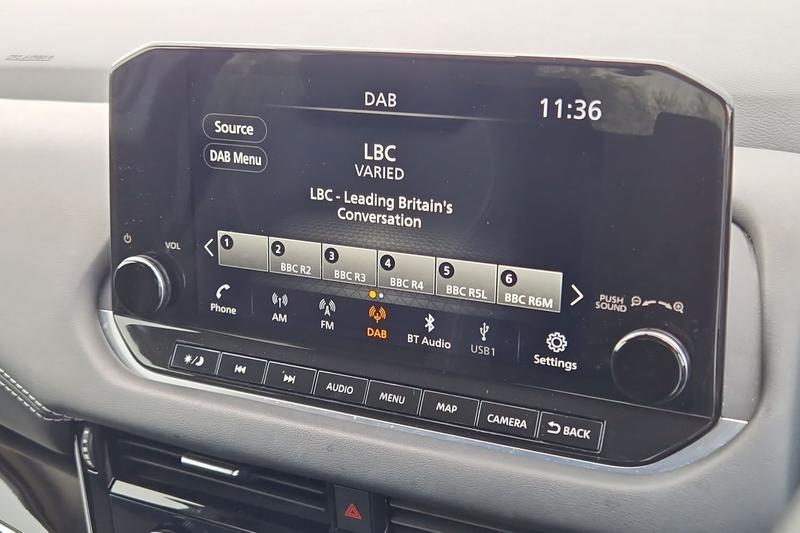 DAB
11:36
Source
DAB Menu
LBC
VARIED
LBC - Leading Britain's
Conversation
1
2
BBC R2
3
BBC R3
4
BBC R4
5
BBC R5L
6
BBC R6M
VOL
PUSH
SOUND
Phone
AM
FM
DAB
BT Audio
USB1
Settings
AUDIO
MENU
MAP
CAMERA
BACK